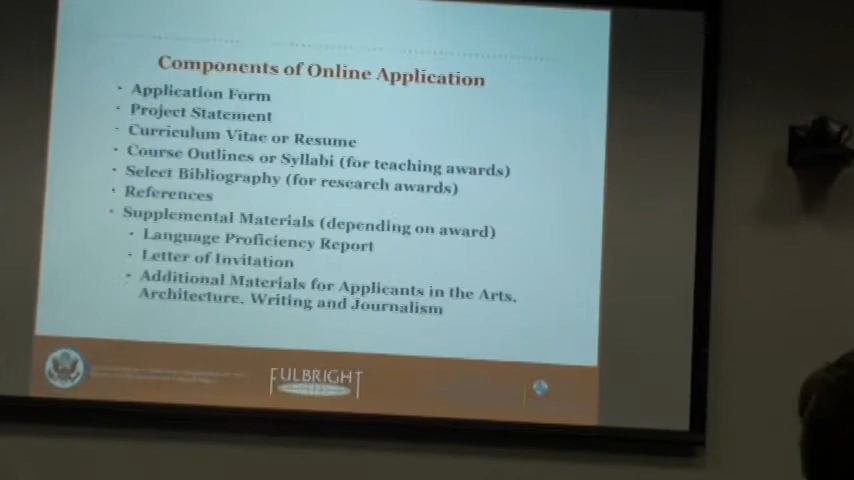 Components of Online Application
· Application Form
· Project Statement
· Curriculum Vitae or Resume
· Course Outlines or Syllabi (for teaching awards)
· Select Bibliography (for research awards)
· References
· Supplemental Materials (depending on award)
· Language Proficiency Report
· Letter of Invitation
· Additional Materials for Applicants in the Arts,
Architecture, Writing and Journalism
FULBRIGHT